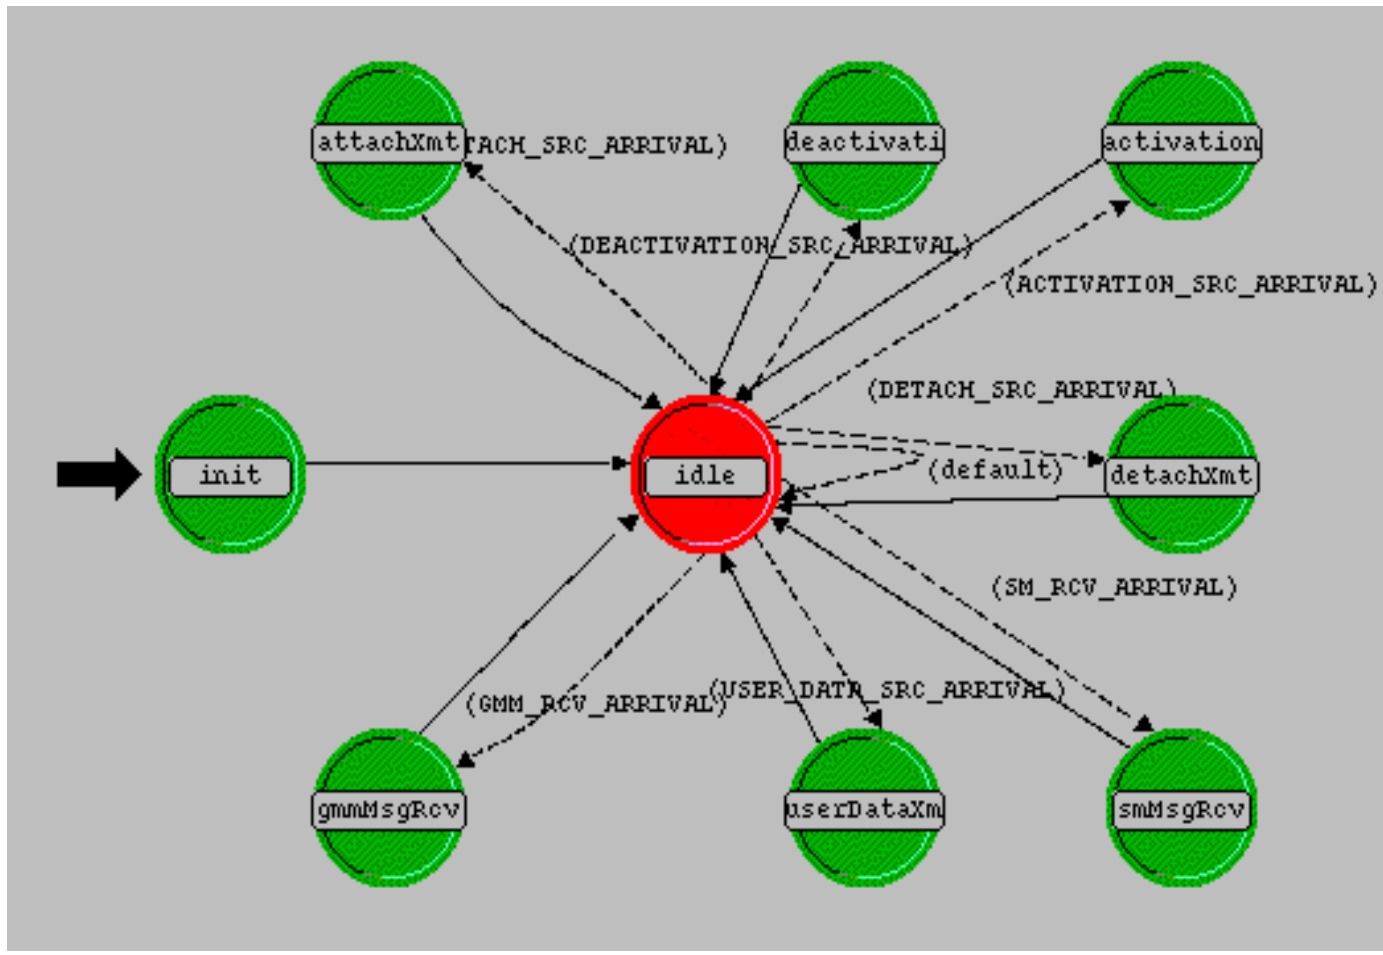 attachXmt
TACH_SRC_ARRIVAL)
deactivati
activation
(DEACTIVATION_SRC_ARRIVAL)
(ACTIVATION_SRC_ARRIVAL)
(DETACH_SRC_ARRIVAL)
init
idle
(default)
detachXmt
(SM_RCV_ARRIVAL)
(GMM_RCV_ARRIVAL)
(USER_DATA_SRC_ARRIVAL)
gmmMsgRcv
userDataXm
smMsgRcv